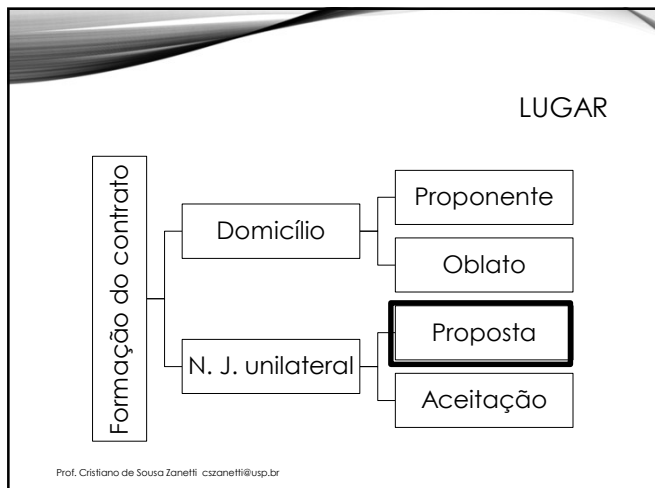 LUGAR
Formação do contrato
Domicílio
Proponente
Oblato
N. J. unilateral
Proposta
Aceitação
Prof. Cristiano de Sousa Zanetti cszanetti@usp.br